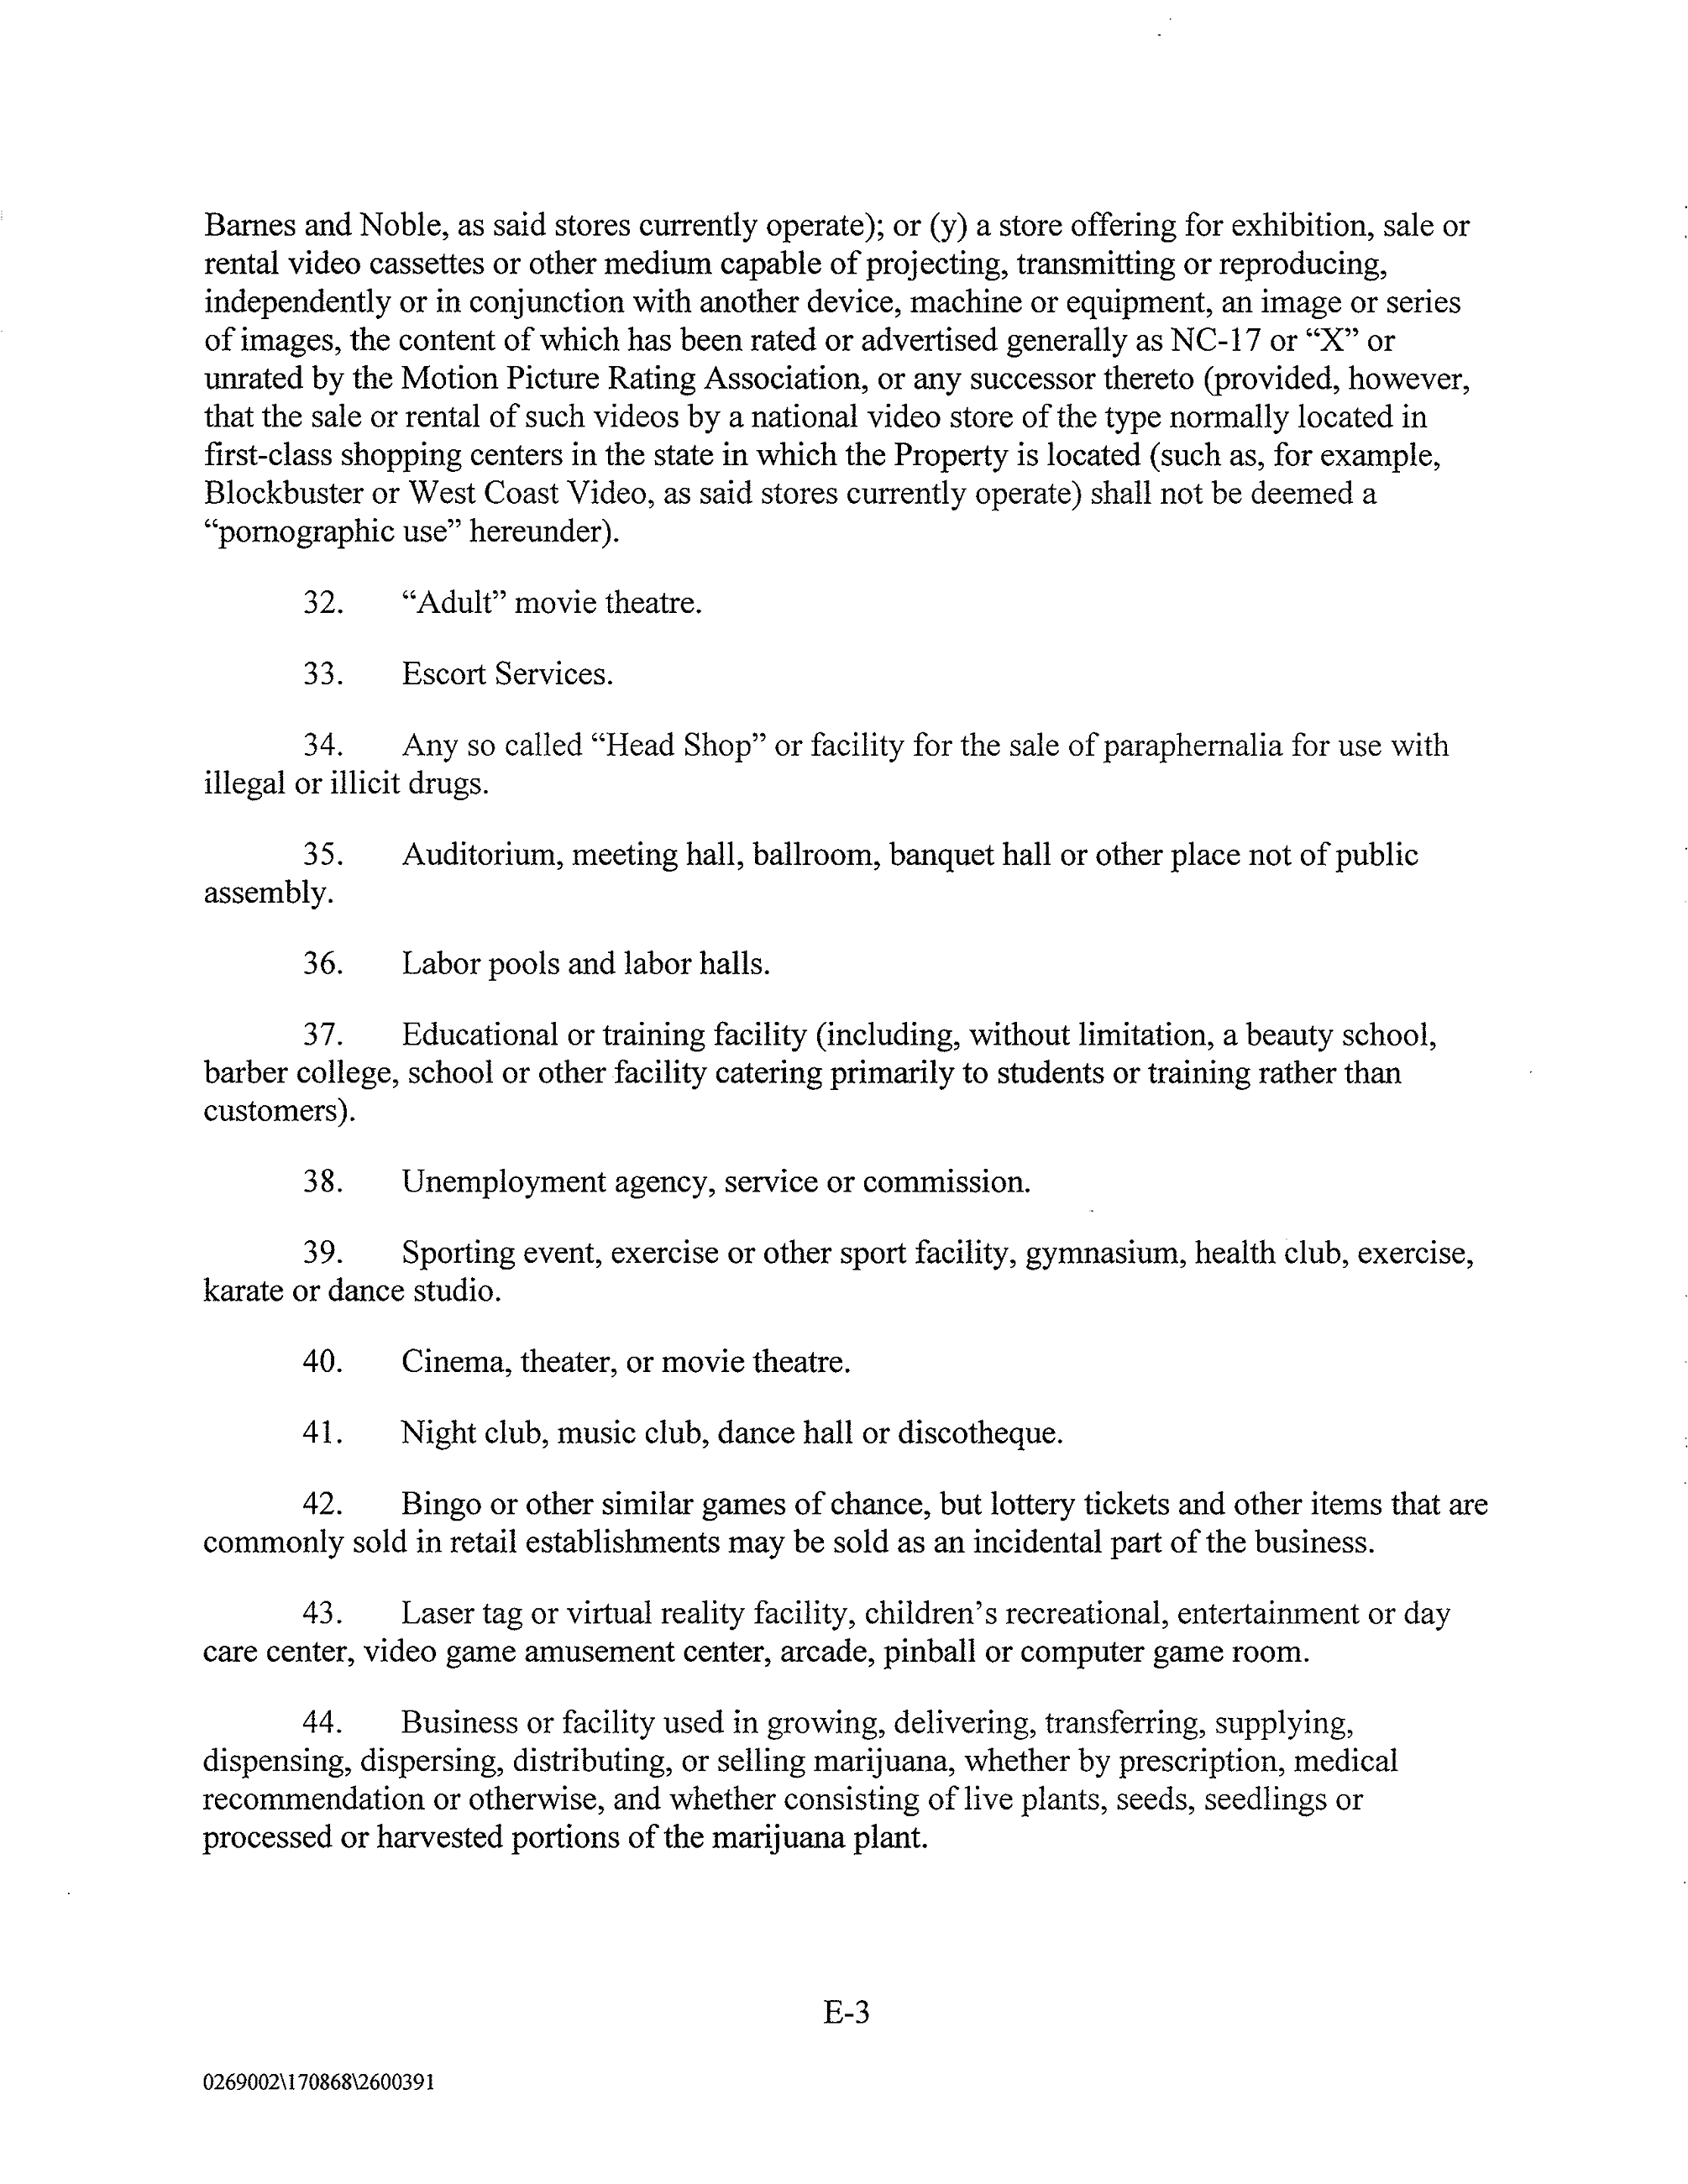 Barnes and Noble, as said stores currently operate); or (y) a store offering for exhibition, sale or
rental video cassettes or other medium capable of projecting, transmitting or reproducing,
independently or in conjunction with another device, machine or equipment, an image or series
of images, the content of which has been rated or advertised generally as NC-17 or “X” or
unrated by the Motion Picture Rating Association, or any successor thereto (provided, however,
that the sale or rental of such videos by a national video store of the type normally located in
first-class shopping centers in the state in which the Property is located (such as, for example,
Blockbuster or West Coast Video, as said stores currently operate) shall not be deemed a
“pornographic use” hereunder).
32. “Adult” movie theatre.
33. Escort Services.
34. Any so called “Head Shop” or facility for the sale of paraphernalia for use with
illegal or illicit drugs.
35. Auditorium, meeting hall, ballroom, banquet hall or other place not of public
assembly.
36. Labor pools and labor halls.
37. Educational or training facility (including, without limitation, a beauty school,
barber college, school or other facility catering primarily to students or training rather than
customers).
38. Unemployment agency, service or commission.
39. Sporting event, exercise or other sport facility, gymnasium, health club, exercise,
karate or dance studio.
40. Cinema, theater, or movie theatre.
41. Night club, music club, dance hall or discotheque.
42. Bingo or other similar games of chance, but lottery tickets and other items that are
commonly sold in retail establishments may be sold as an incidental part of the business.
43. Laser tag or virtual reality facility, children’s recreational, entertainment or day
care center, video game amusement center, arcade, pinball or computer game room.
44. Business or facility used in growing, delivering, transferring, supplying,
dispensing, dispersing, distributing, or selling marijuana, whether by prescription, medical
recommendation or otherwise, and whether consisting of live plants, seeds, seedlings or
processed or harvested portions of the marijuana plant.
E-3
0269002\170868\2600391